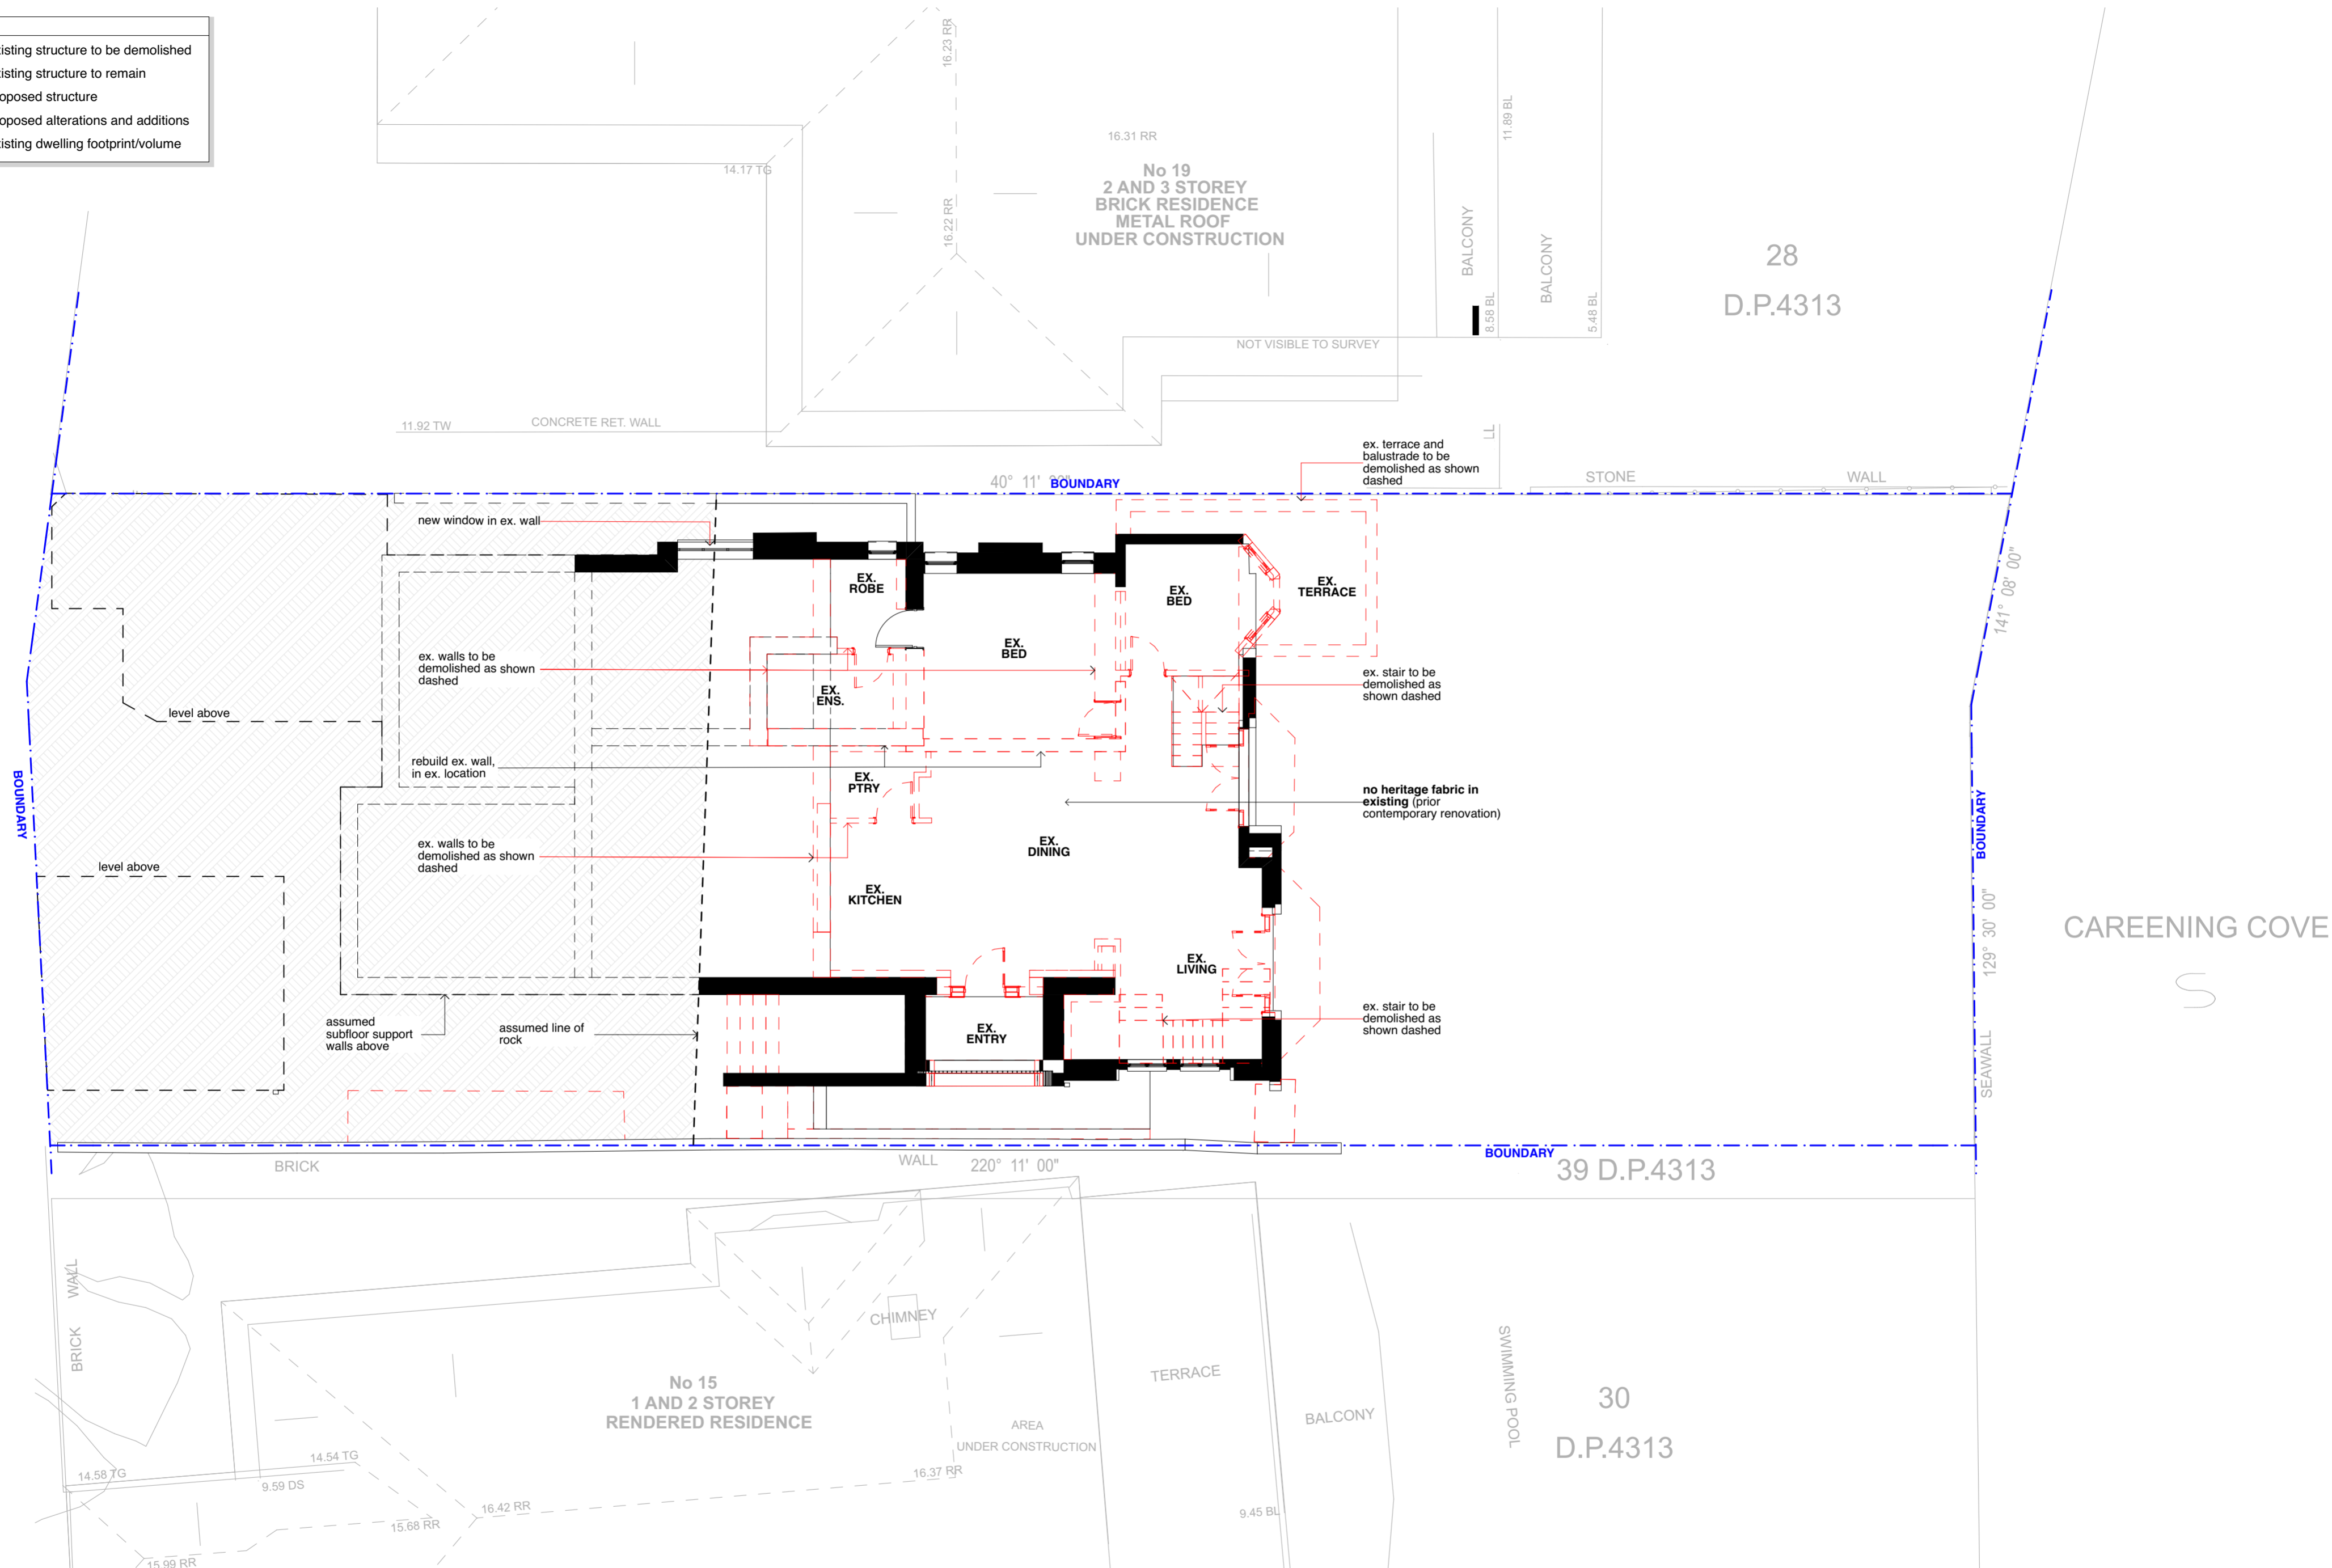 isting structure to be demolished
isting structure to remain
oposed structure
oposed alterations and additions
isting dwelling footprint/volume
16.23 RR
16.31 RR
11.89 BL
14.17 TG
No 19
2 AND 3 STOREY
BRICK RESIDENCE
METAL ROOF
UNDER CONSTRUCTION
16.22 RR
BALCONY
BALCONY
8.58 BL
5.48 BL
28
D.P.4313
NOT VISIBLE TO SURVEY
11.92 TW
CONCRETE RET. WALL
LL
ex. terrace and
balustrade to be
demolished as shown
dashed
STONE
WALL
40° 11'
BOUNDARY
new window in ex. wall
EX.
ROBE
EX.
BED
EX.
TERRACE
141° 08' 00"
EX.
BED
ex. walls to be
demolished as shown
dashed
ex. stair to be
demolished as
shown dashed
EX.
ENS.
level above
rebuild ex. wall,
in ex. location
EX.
PTRY
BOUNDARY
no heritage fabric in
existing (prior
contemporary renovation)
BOUNDARY
ex. walls to be
demolished as shown
dashed
EX.
DINING
level above
EX.
KITCHEN
129° 30' 00"
CAREENING COVE
EX.
LIVING
S
assumed
subfloor support
walls above
assumed line of
rock
EX.
ENTRY
ex. stair to be
demolished as
shown dashed
SEAWALL
BRICK
WALL
220° 11' 00"
BOUNDARY
39 D.P.4313
WALL
BRICK
CHIMNEY
No 15
1 AND 2 STOREY
RENDERED RESIDENCE
TERRACE
BALCONY
SWIMMING POOL
30
D.P.4313
AREA
UNDER CONSTRUCTION
14.58 TG
14.54 TG
9.59 DS
16.37 RR
16.42 RR
15.68 RR
9.45 BL
15.99 RR